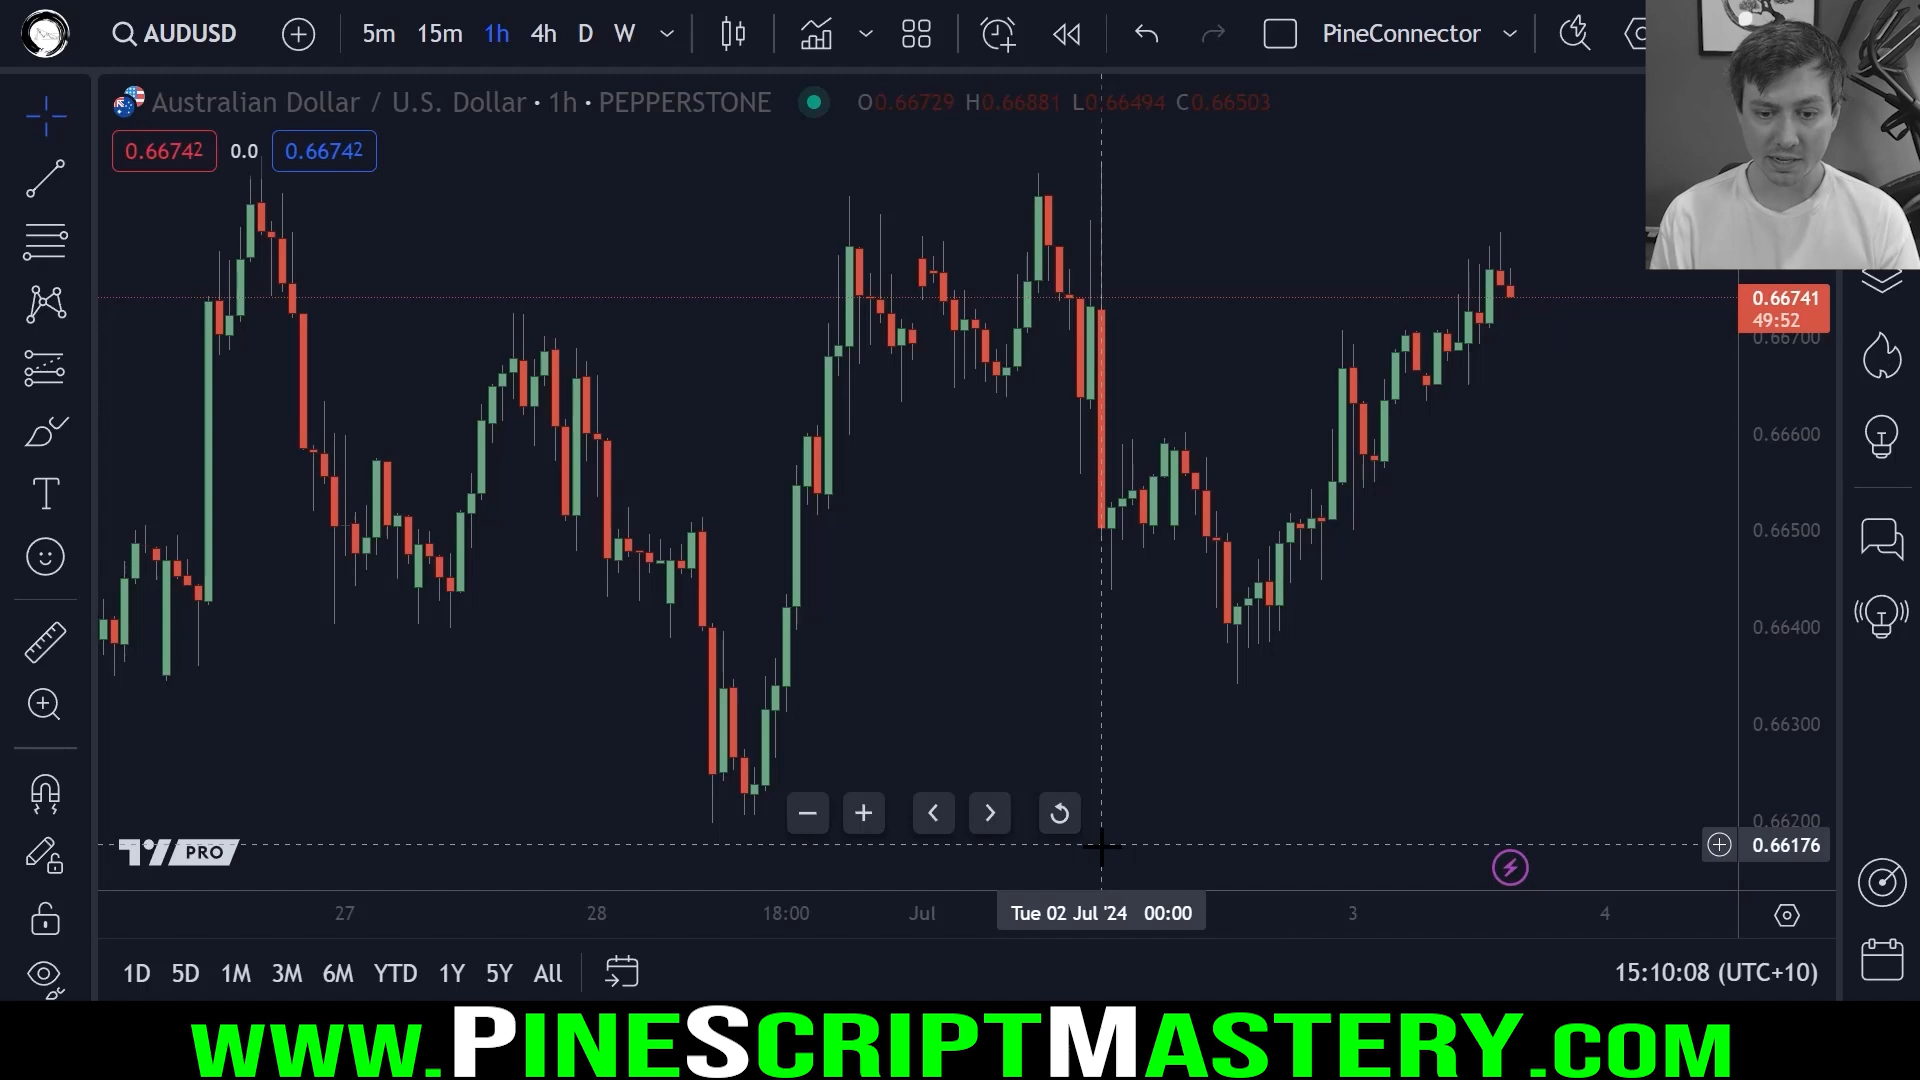 AUDUSD 5m 15m 1h 4h D W PineConnector
Australian Dollar / U.S. Dollar · 1h · PEPPERSTONE O0.66729 H0.66881 L0.66494 C0.66503
0.66742 0.0 0.66742
0.66741
49:52
0.66700
0.66600
0.66500
0.66400
0.66300
0.66200
0.66176
PRO
27 28 18:00 Jul Tue 02 Jul '24 00:00 3 4
1D 5D 1M 3M 6M YTD 1Y 5Y All 15:10:08 (UTC+10)
www.PineScriptMastery.com